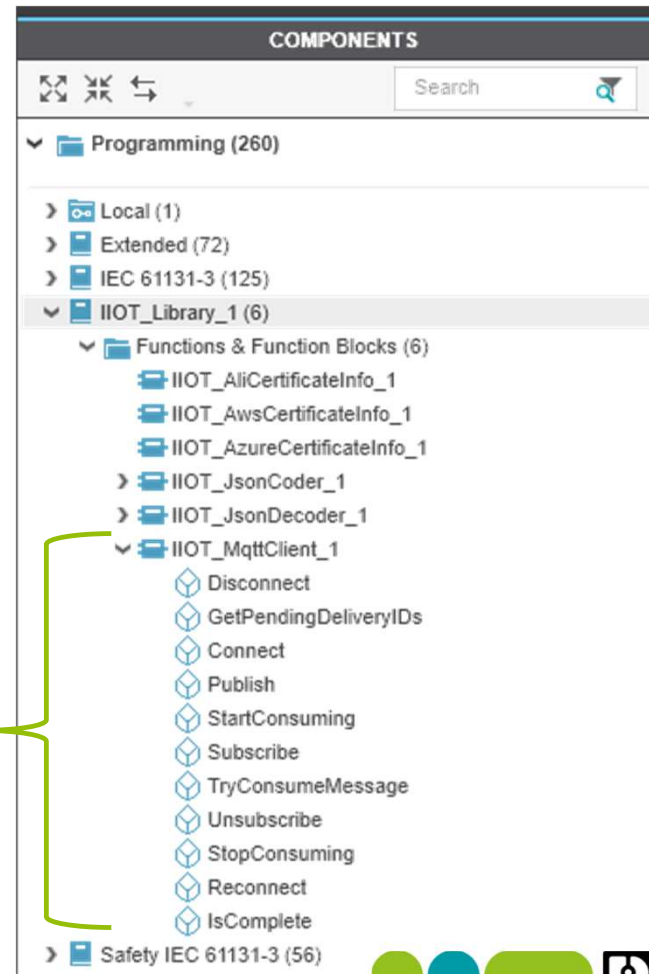 COMPONENTS
Search
Programming (260)
Local (1)
Extended (72)
IEC 61131-3 (125)
IIOT_Library_1 (6)
Functions & Function Blocks (6)
IIOT_AliCertificateInfo_1
IIOT_AwsCertificateInfo_1
IIOT_AzureCertificateInfo_1
IIOT_JsonCoder_1
IIOT_JsonDecoder_1
IIOT_MqttClient_1
Disconnect
GetPendingDeliveryIDs
Connect
Publish
StartConsuming
Subscribe
TryConsumeMessage
Unsubscribe
StopConsuming
Reconnect
IsComplete
Safety IEC 61131-3 (56)